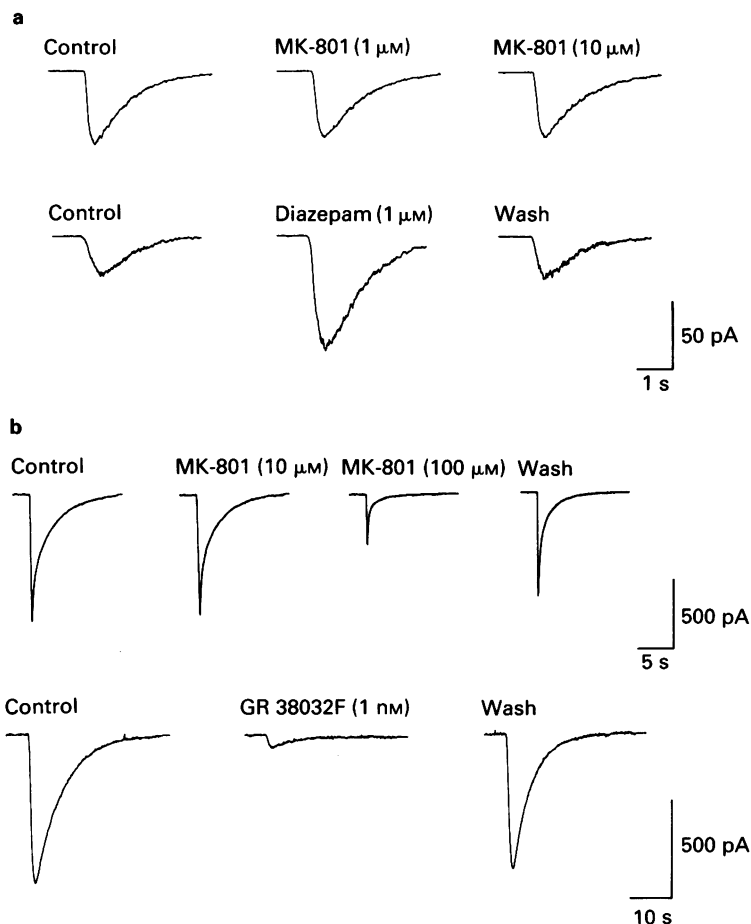 a
Control MK-801 (1 μM) MK-801 (10 μM)
Control Diazepam (1 μM) Wash
50 pA
1 s
b
Control MK-801 (10 μM) MK-801 (100 μM) Wash
500 pA
5 s
Control GR 38032F (1 nM) Wash
500 pA
10 s